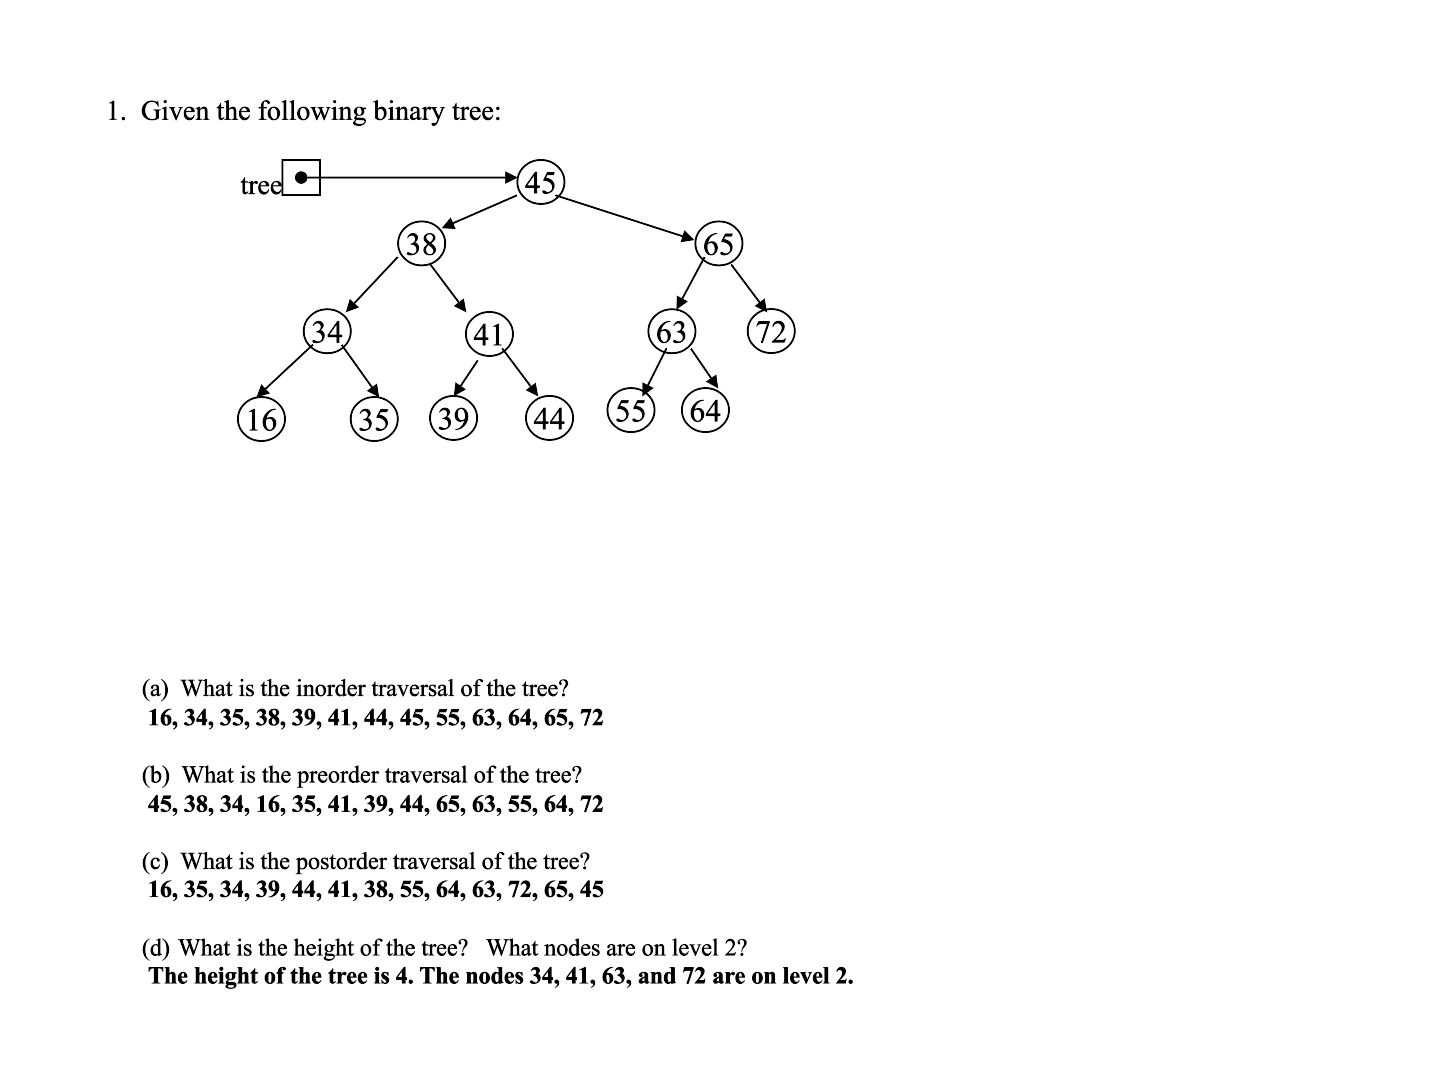 1. Given the following binary tree:
tree
45
38 65
34 41 63 72
16 35 39 44 55 64
(a) What is the inorder traversal of the tree?
16, 34, 35, 38, 39, 41, 44, 45, 55, 63, 64, 65, 72
(b) What is the preorder traversal of the tree?
45, 38, 34, 16, 35, 41, 39, 44, 65, 63, 55, 64, 72
(c) What is the postorder traversal of the tree?
16, 35, 34, 39, 44, 41, 38, 55, 64, 63, 72, 65, 45
(d) What is the height of the tree? What nodes are on level 2?
The height of the tree is 4. The nodes 34, 41, 63, and 72 are on level 2.